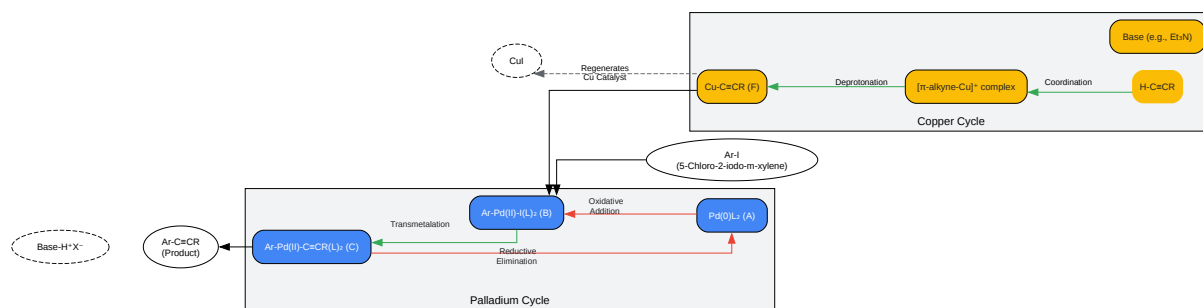 Base (e.g., Et₃N)
CuI
Regenerates
Cu Catalyst
Cu-C≡CR (F)
Deprotonation
[π-alkyne-Cu]⁺ complex
Coordination
H-C≡CR
Copper Cycle
Ar-I
(5-Chloro-2-iodo-m-xylene)
Ar-Pd(II)-I(L)₂ (B)
Oxidative
Addition
Pd(0)L₂ (A)
Transmetalation
Base-H⁺X⁻
Ar-C≡CR
(Product)
Ar-Pd(II)-C≡CR(L)₂ (C)
Reductive
Elimination
Palladium Cycle